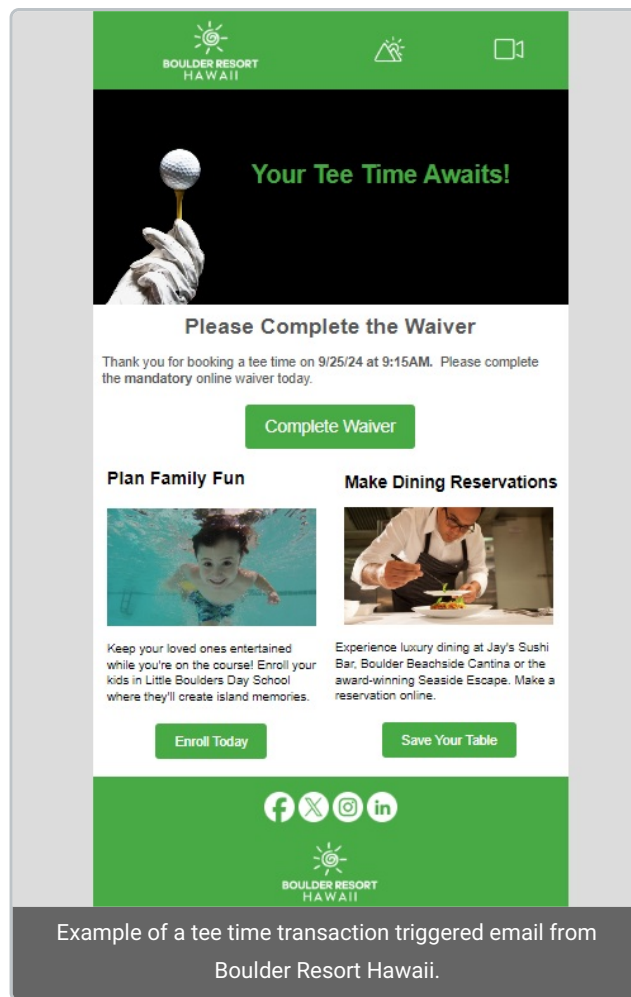 BOULDER RESORT
HAWAII
Your Tee Time Awaits!
Please Complete the Waiver
Thank you for booking a tee time on 9/25/24 at 9:15AM. Please complete
the mandatory online waiver today.
Complete Waiver
Plan Family Fun
Keep your loved ones entertained
while you're on the course! Enroll your
kids in Little Boulders Day School
where they'll create island memories.
Enroll Today
Make Dining Reservations
Experience luxury dining at Jay's Sushi
Bar, Boulder Beachside Cantina or the
award-winning Seaside Escape. Make a
reservation online.
Save Your Table
BOULDER RESORT
HAWAII
Example of a tee time transaction triggered email from
Boulder Resort Hawaii.